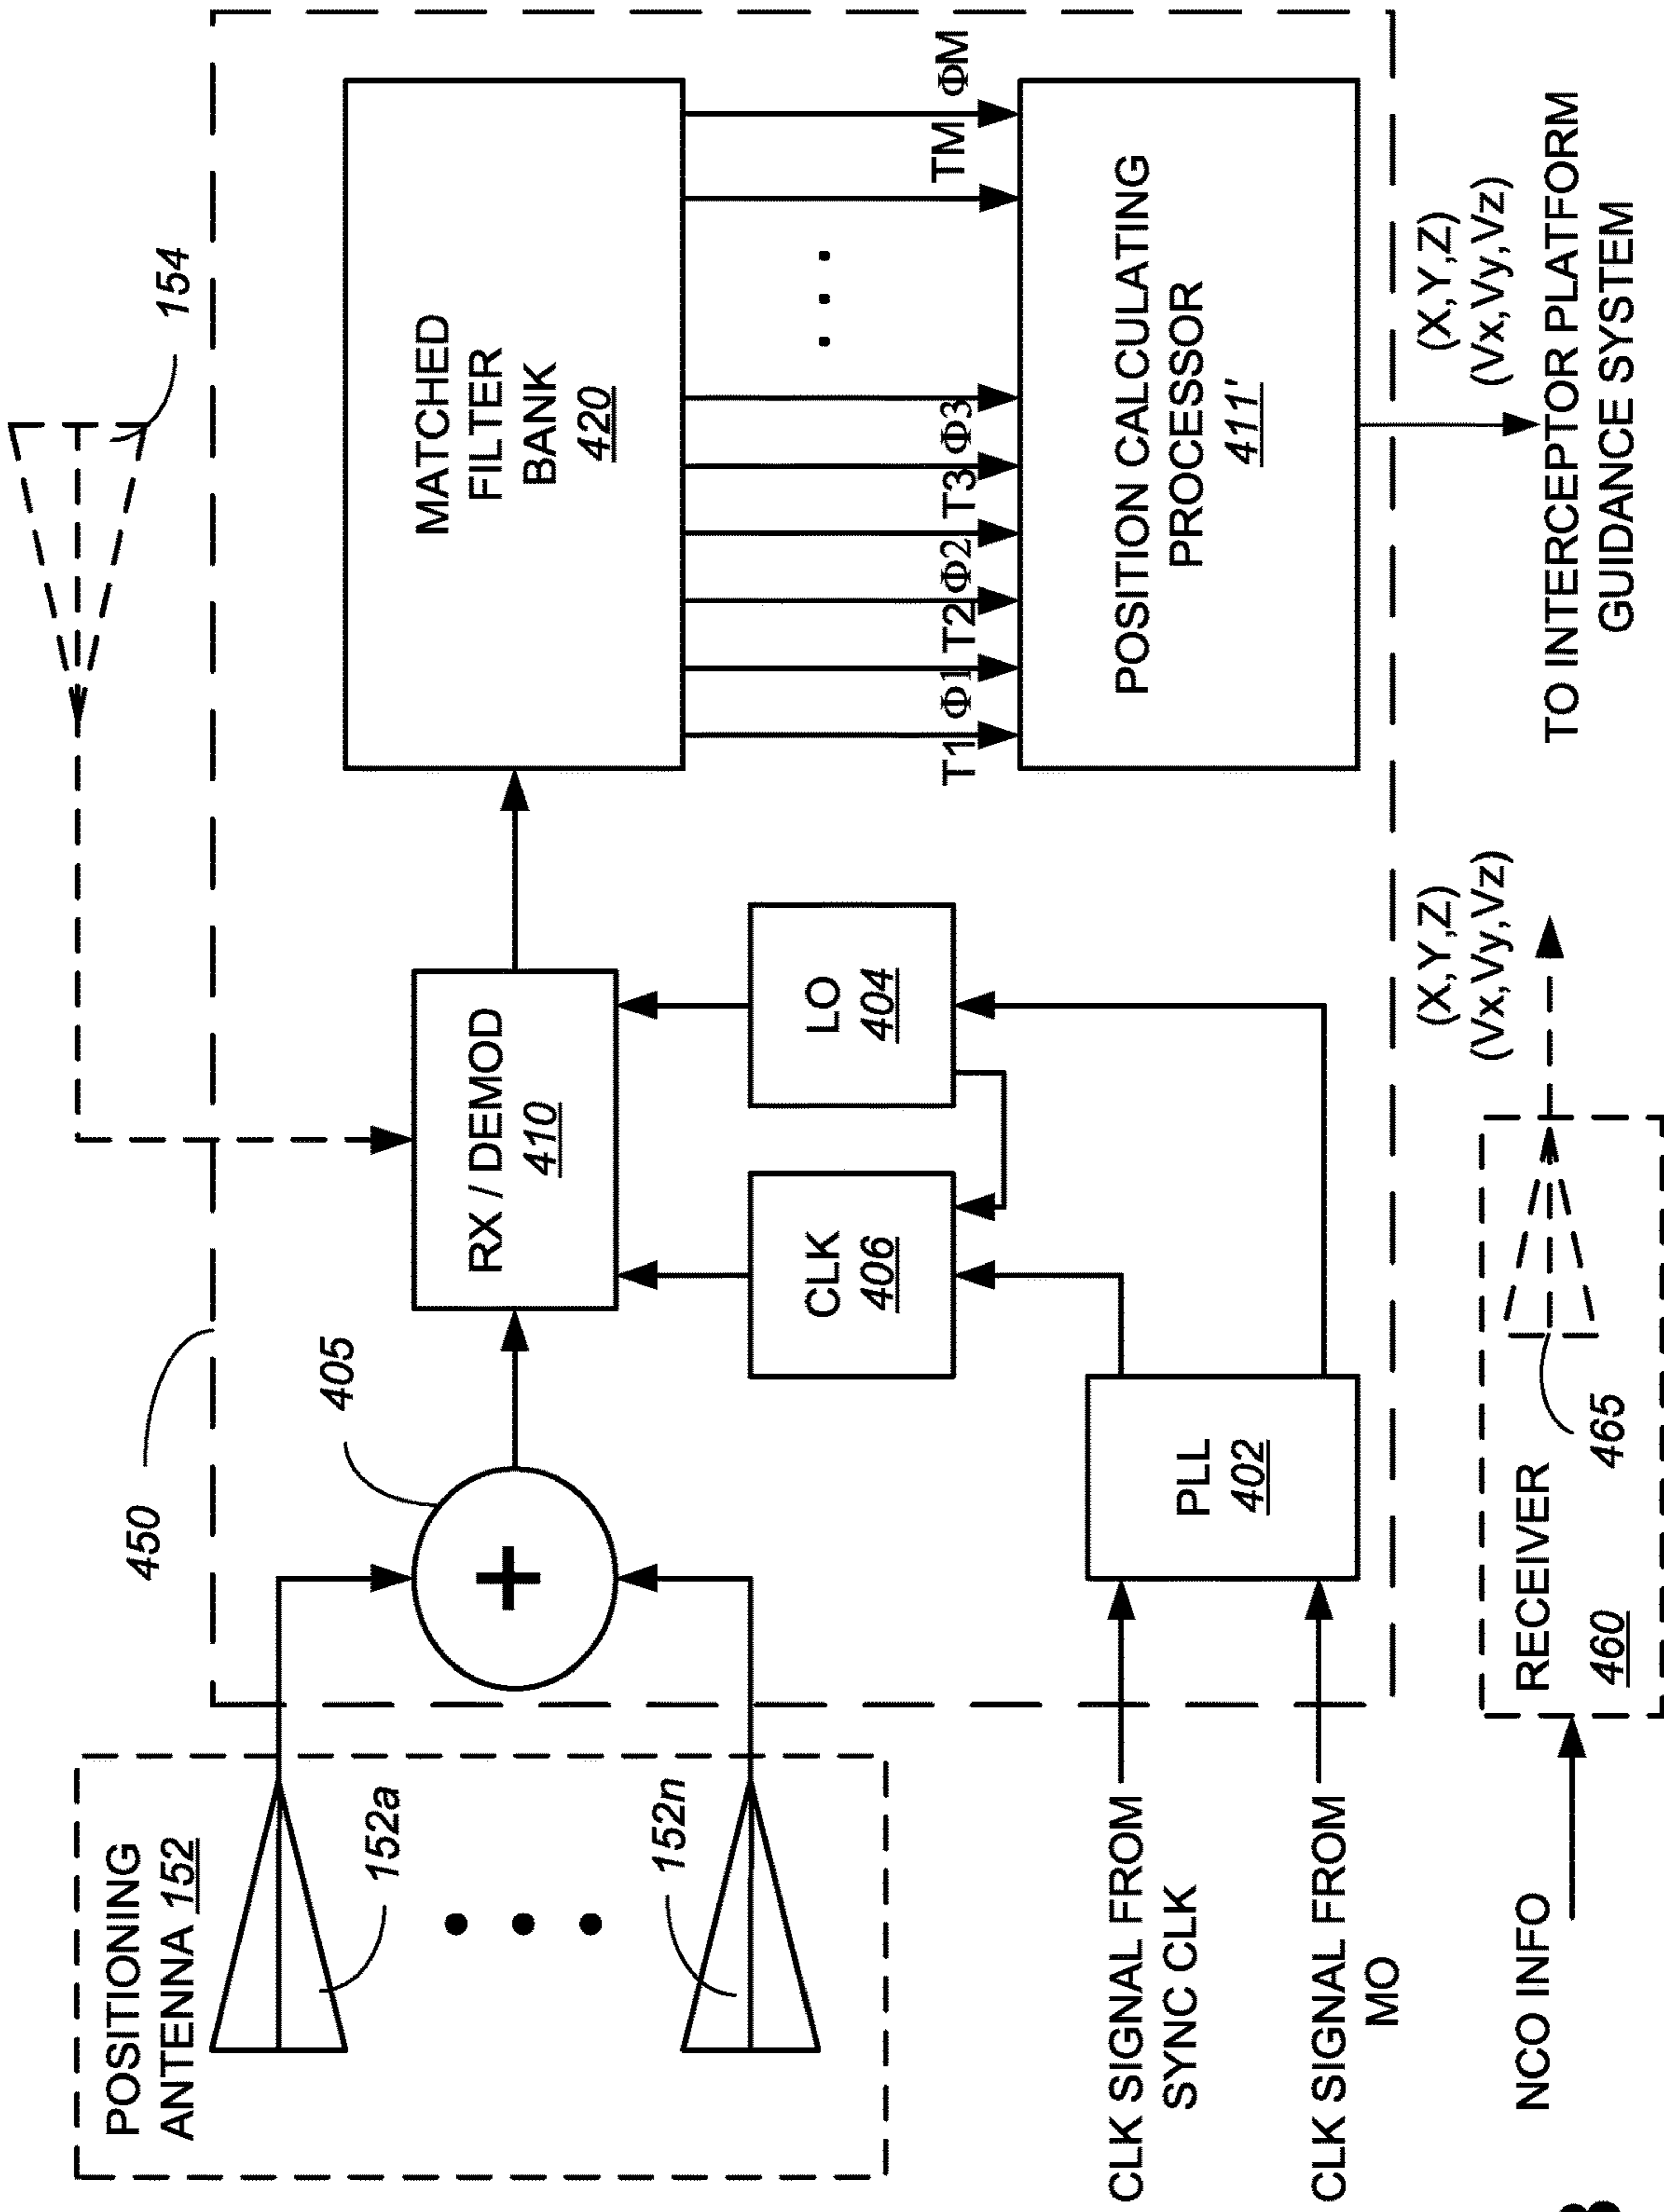 POSITIONING
ANTENNA 152
152a
152n
450
405
154
RX / DEMOD
410
MATCHED
FILTER
BANK
420
CLK
406
LO
404
PLL
402
T1 Φ1 T2 Φ2 T3 Φ3 TM ΦM
POSITION CALCULATING
PROCESSOR
411'
CLK SIGNAL FROM
SYNC CLK
CLK SIGNAL FROM
MO
(X,Y,Z)
(Vx,Vy,Vz)
TO INTERCEPTOR PLATFORM
GUIDANCE SYSTEM
NCO INFO
RECEIVER
460
465
(X,Y,Z)
(Vx,Vy,Vz)